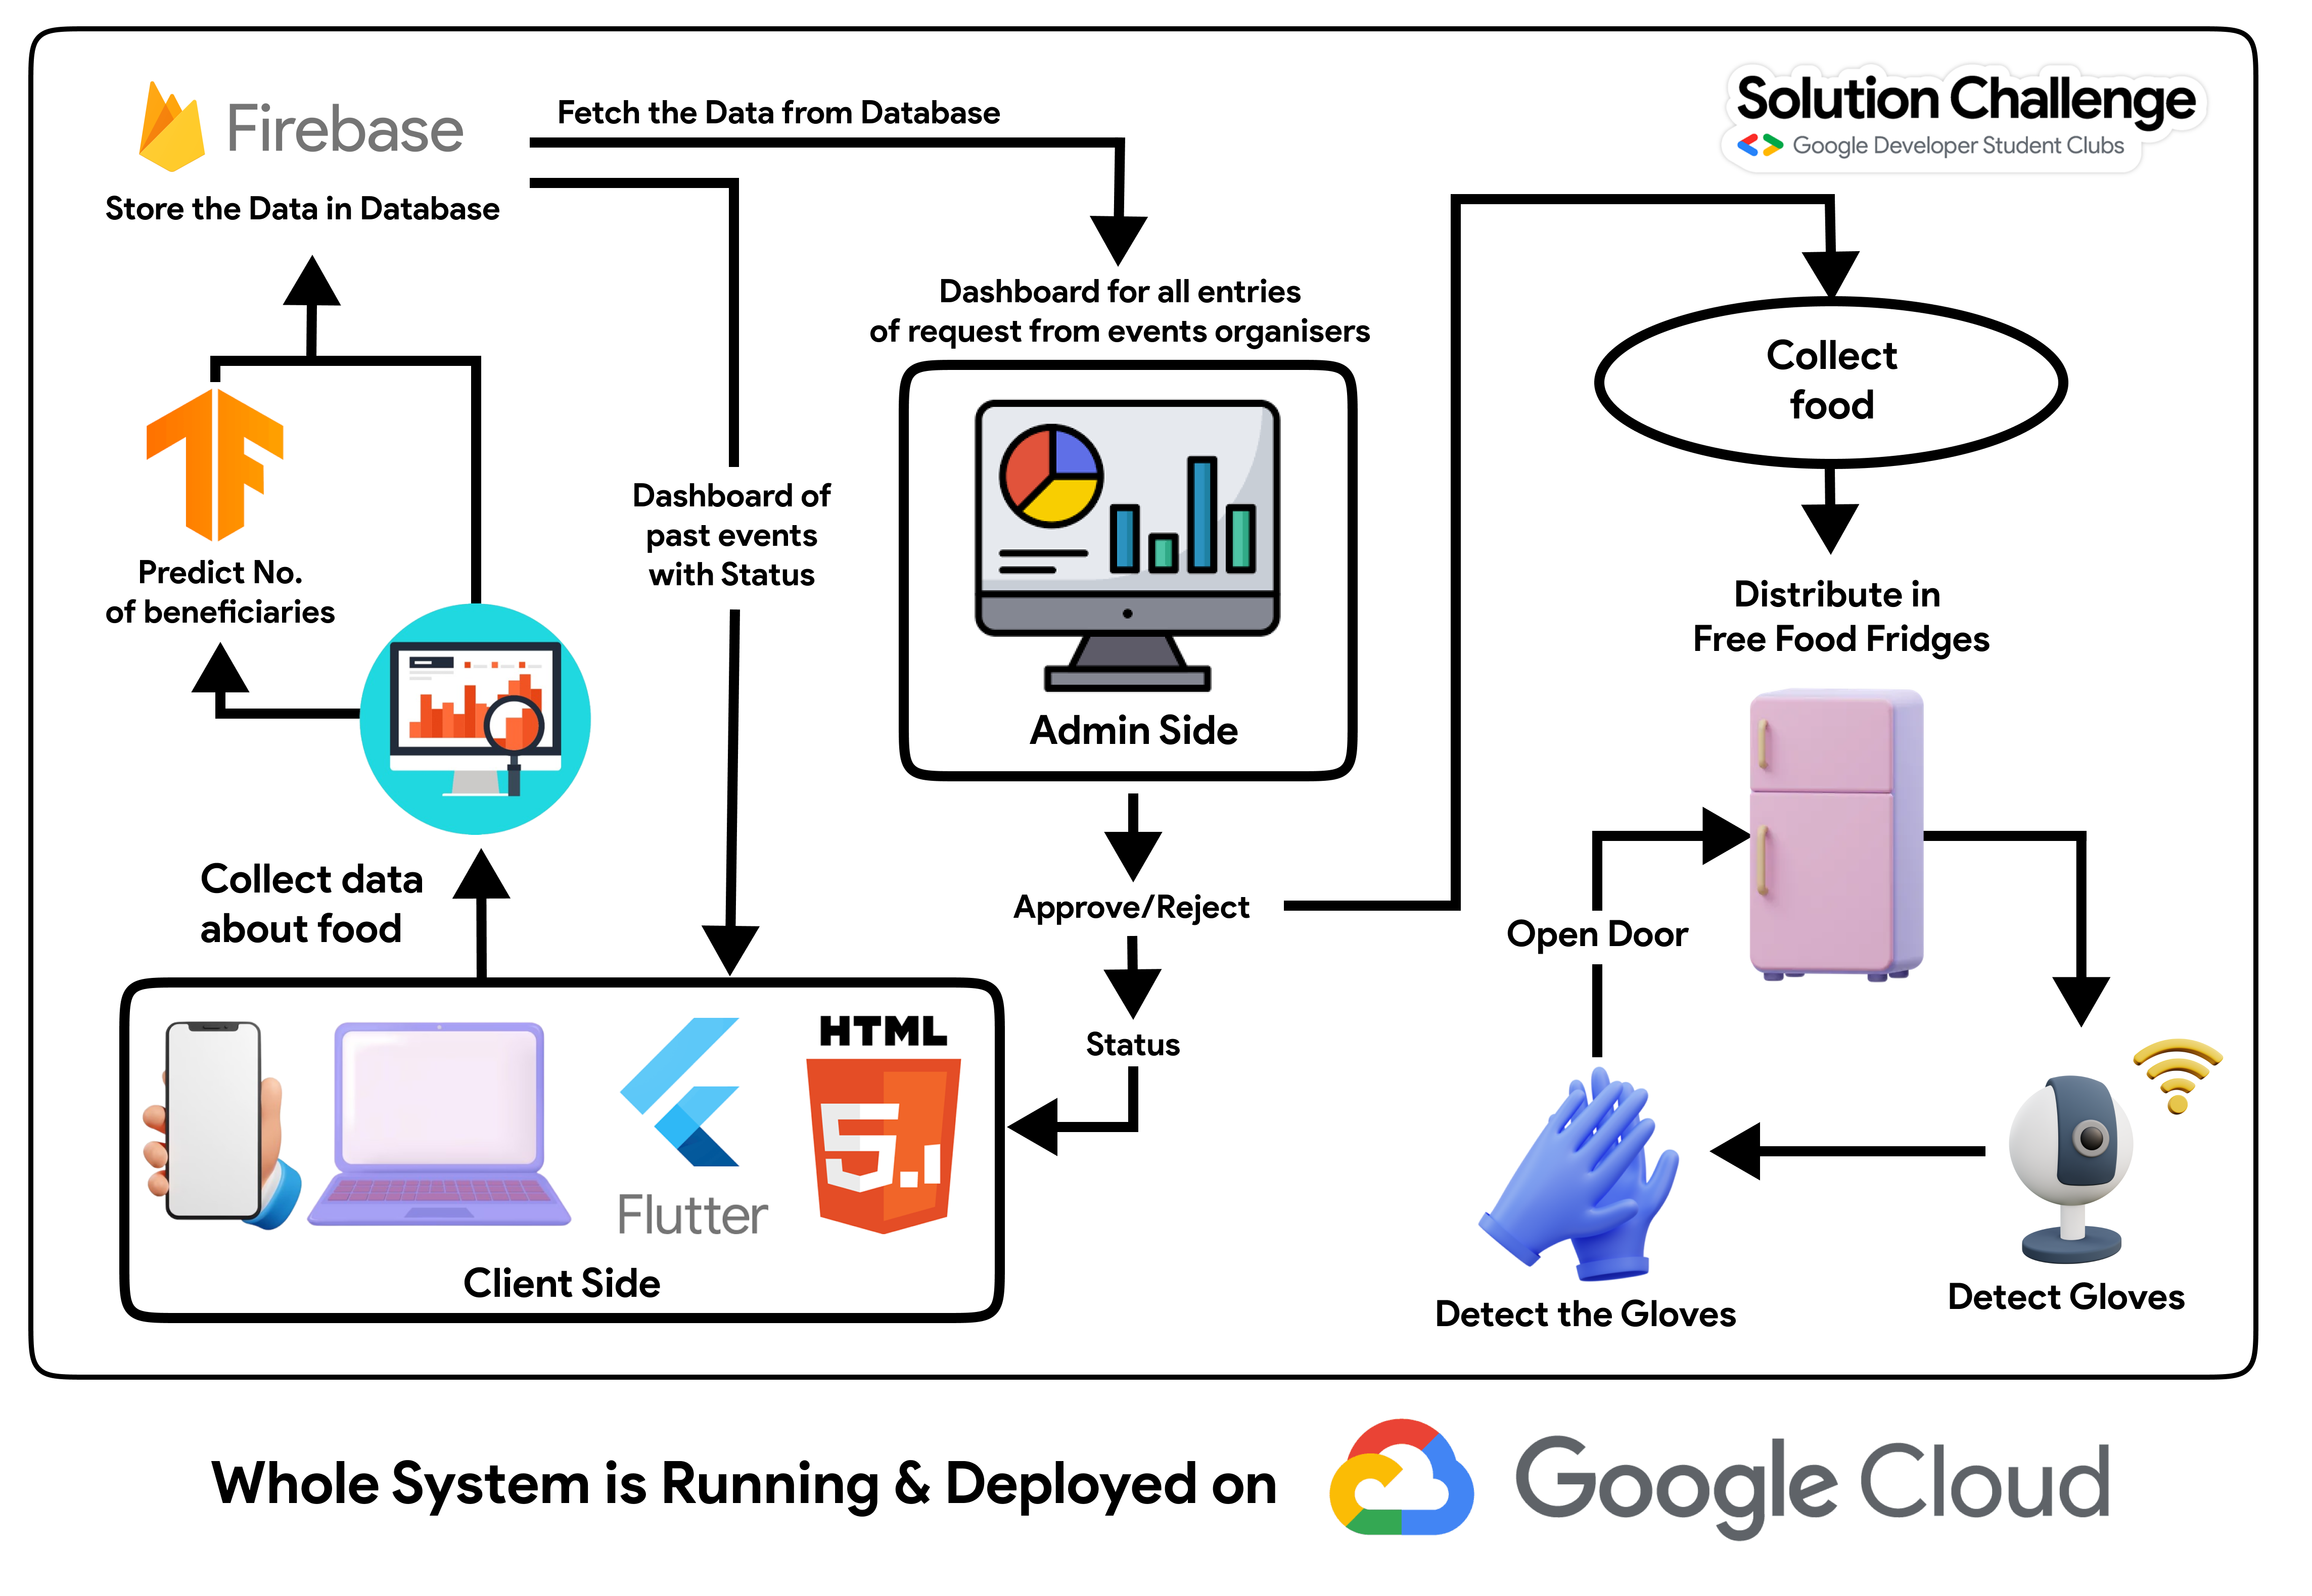 Firebase
Store the Data in Database
Fetch the Data from Database
Solution Challenge
Google Developer Student Clubs
Dashboard for all entries
of request from events organisers
Collect
food
Dashboard of
past events
with Status
Predict No.
of beneficiaries
Distribute in
Free Food Fridges
Admin Side
Collect data
about food
Approve/Reject
Open Door
Status
HTML
5.1
Flutter
Client Side
Detect the Gloves
Detect Gloves
Whole System is Running & Deployed on
Google Cloud